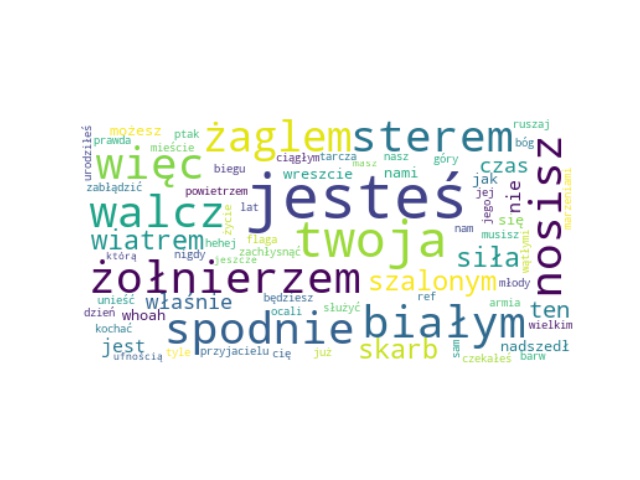 urodziłeś
możesz
prawda
ptak
mieście
żaglem
sterem
ruszaj
bóg
więc
zabłądzić
biegu
ciągłym
tarcza
nasz
masz
góry
czas
wreszcie
nami
powietrzem
jesteś
jak
jej
jego
nie
nosisz
marzeniami
walcz
lat
życie
nam
się
musisz
wątłymi
wiatrem
hehej
flaga
zachłysnąć
twoja
siła
którą
nigdy
jeszcze
żołnierzem
szalonym
młody
unieść
właśnie
będziesz
ref
armia
dzień
whoah
ocali
służyć
białym
ten
kochać
spodnie
wielkim
jest
ufnością
tyle
przyjacielu
cię
już
skarb
sam
czekałeś
nadszedł
barw